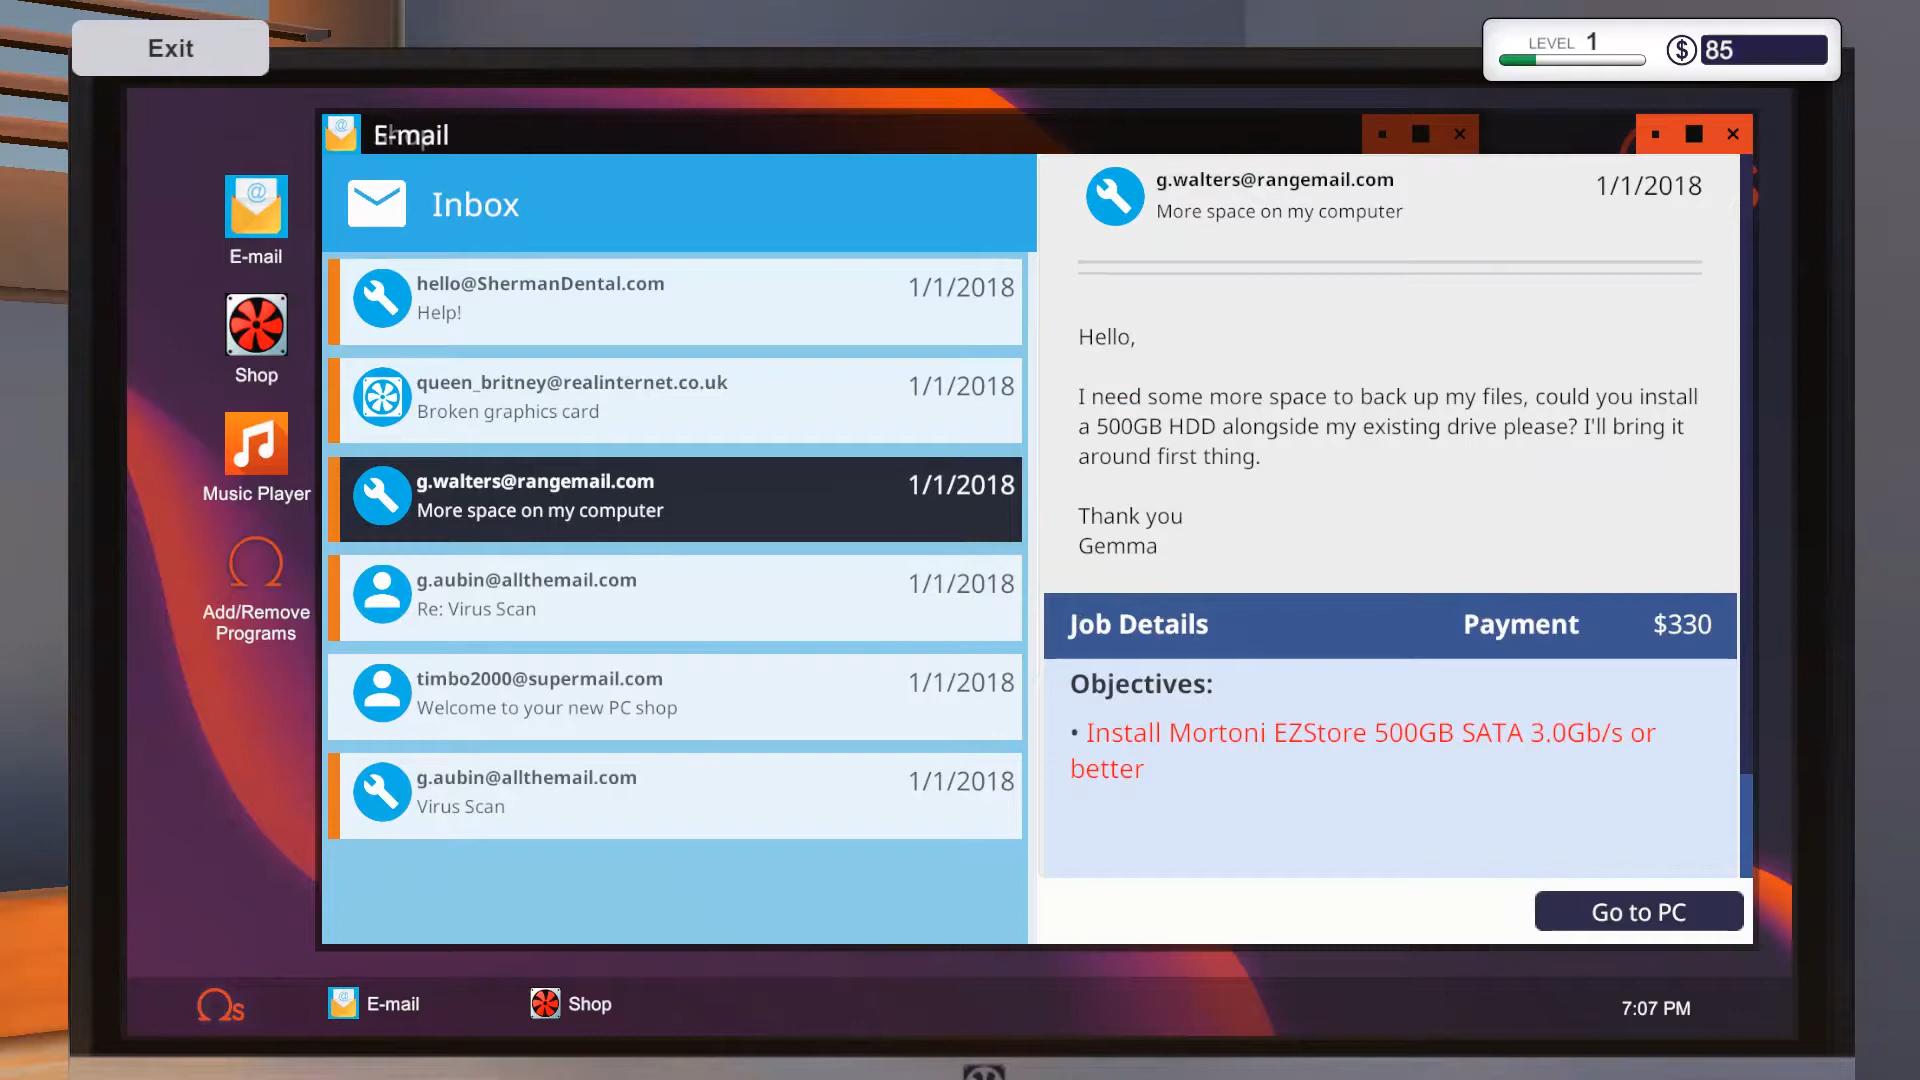 Exit
LEVEL 1
$ 85
E-mail
Inbox
hello@ShermanDental.com
1/1/2018
Help!
queen_britney@realinternet.co.uk
1/1/2018
Broken graphics card
g.walters@rangemail.com
1/1/2018
More space on my computer
g.aubin@allthemail.com
1/1/2018
Re: Virus Scan
timbo2000@supermail.com
1/1/2018
Welcome to your new PC shop
g.aubin@allthemail.com
1/1/2018
Virus Scan
g.walters@rangemail.com
1/1/2018
More space on my computer
Hello,
I need some more space to back up my files, could you install
a 500GB HDD alongside my existing drive please? I'll bring it
around first thing.
Thank you
Gemma
Job Details Payment $330
Objectives:
• Install Mortoni EZStore 500GB SATA 3.0Gb/s or
better
Go to PC
E-mail
Shop
Music Player
Add/Remove
Programs
Ωs
E-mail
Shop
7:07 PM